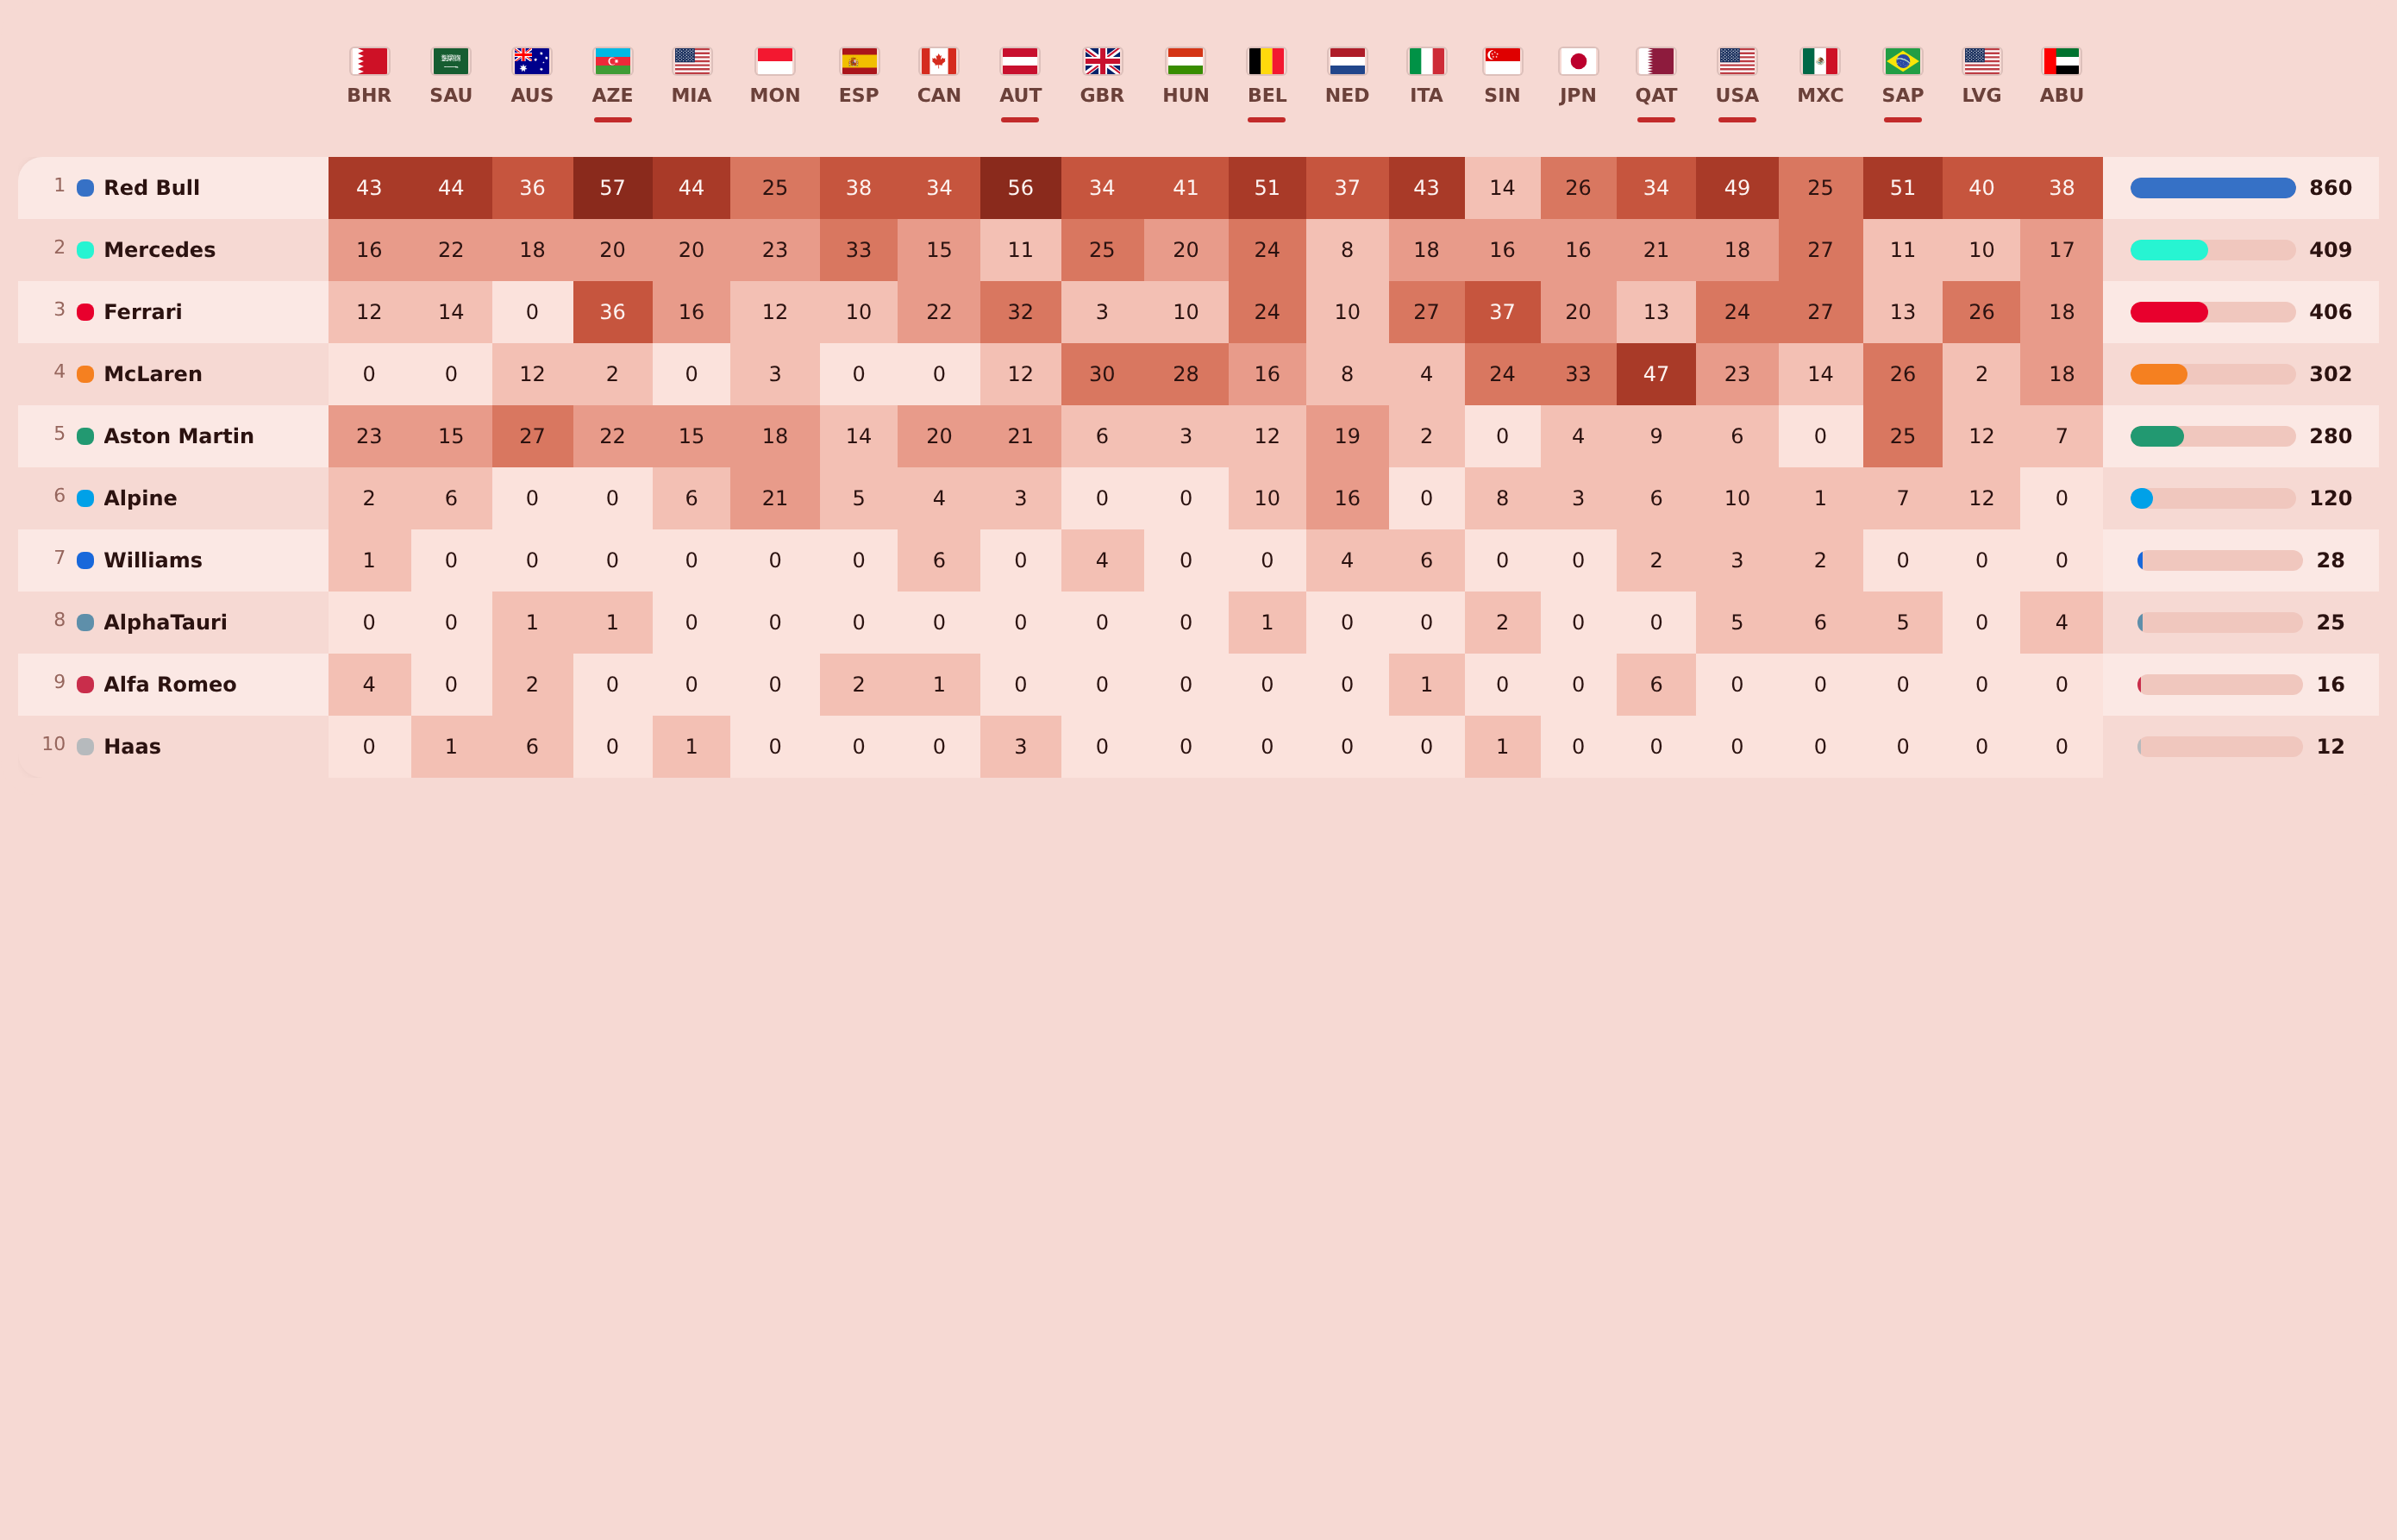 BHR SAU AUS AZE MIA MON ESP CAN AUT GBR HUN BEL NED ITA SIN JPN QAT USA MXC SAP LVG ABU
1 Red Bull 43 44 36 57 44 25 38 34 56 34 41 51 37 43 14 26 34 49 25 51 40 38 860
2 Mercedes 16 22 18 20 20 23 33 15 11 25 20 24 8 18 16 16 21 18 27 11 10 17 409
3 Ferrari 12 14 0 36 16 12 10 22 32 3 10 24 10 27 37 20 13 24 27 13 26 18 406
4 McLaren 0 0 12 2 0 3 0 0 12 30 28 16 8 4 24 33 47 23 14 26 2 18 302
5 Aston Martin 23 15 27 22 15 18 14 20 21 6 3 12 19 2 0 4 9 6 0 25 12 7 280
6 Alpine 2 6 0 0 6 21 5 4 3 0 0 10 16 0 8 3 6 10 1 7 12 0 120
7 Williams 1 0 0 0 0 0 0 6 0 4 0 0 4 6 0 0 2 3 2 0 0 0 28
8 AlphaTauri 0 0 1 1 0 0 0 0 0 0 0 1 0 0 2 0 0 5 6 5 0 4 25
9 Alfa Romeo 4 0 2 0 0 0 2 1 0 0 0 0 0 1 0 0 6 0 0 0 0 0 16
10 Haas 0 1 6 0 1 0 0 0 3 0 0 0 0 0 1 0 0 0 0 0 0 0 12